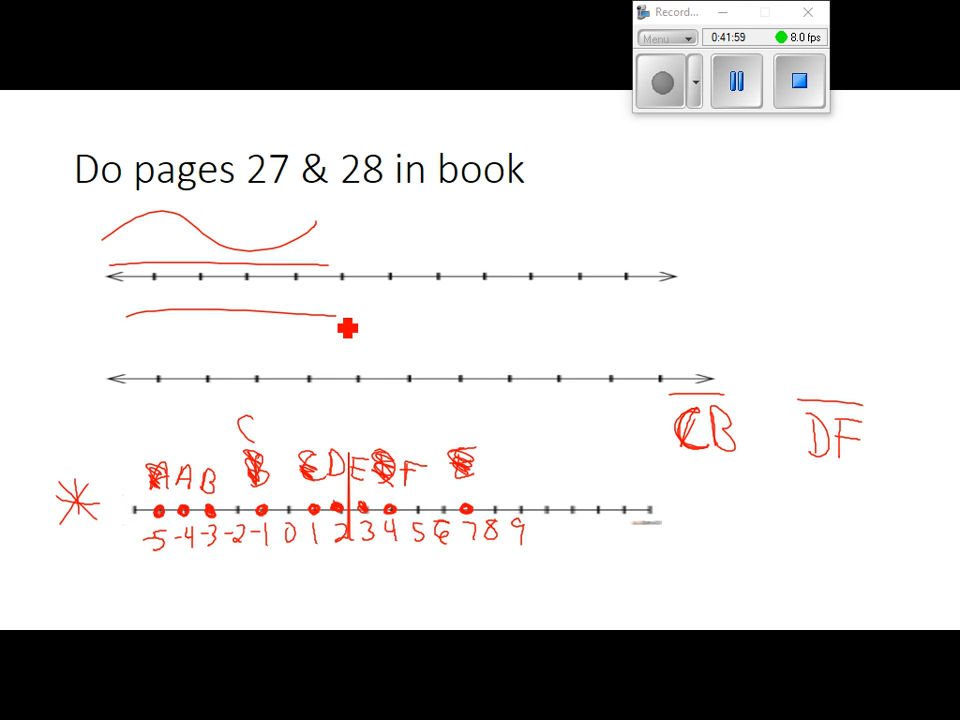 Record...
Menu 0:41:59 8.0 fps
Do pages 27 & 28 in book
CB DF
C
A B D E F
-5 -4 -3 -2 -1 0 1 2 3 4 5 6 7 8 9